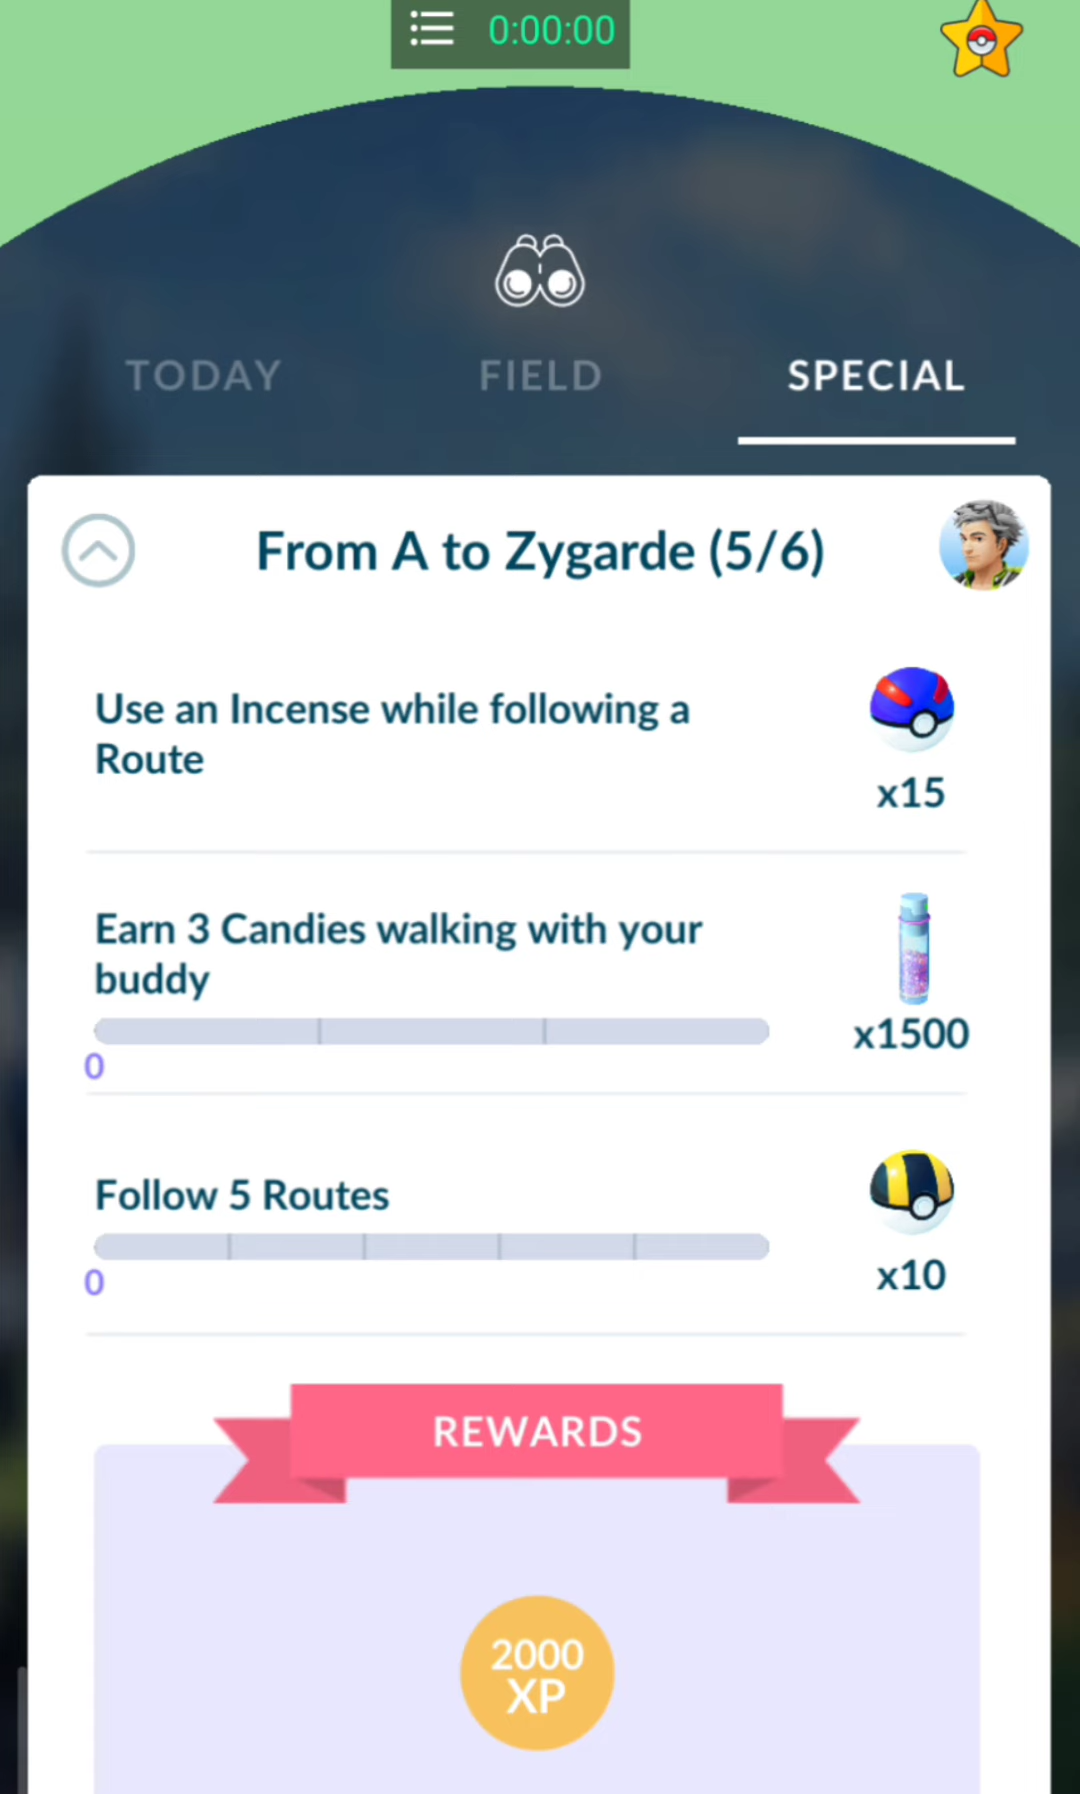 0:00:00
TODAY
FIELD
SPECIAL
From A to Zygarde (5/6)
Use an Incense while following a
Route
x15
Earn 3 Candies walking with your
buddy
x1500
0
Follow 5 Routes
0
x10
REWARDS
2000
XP